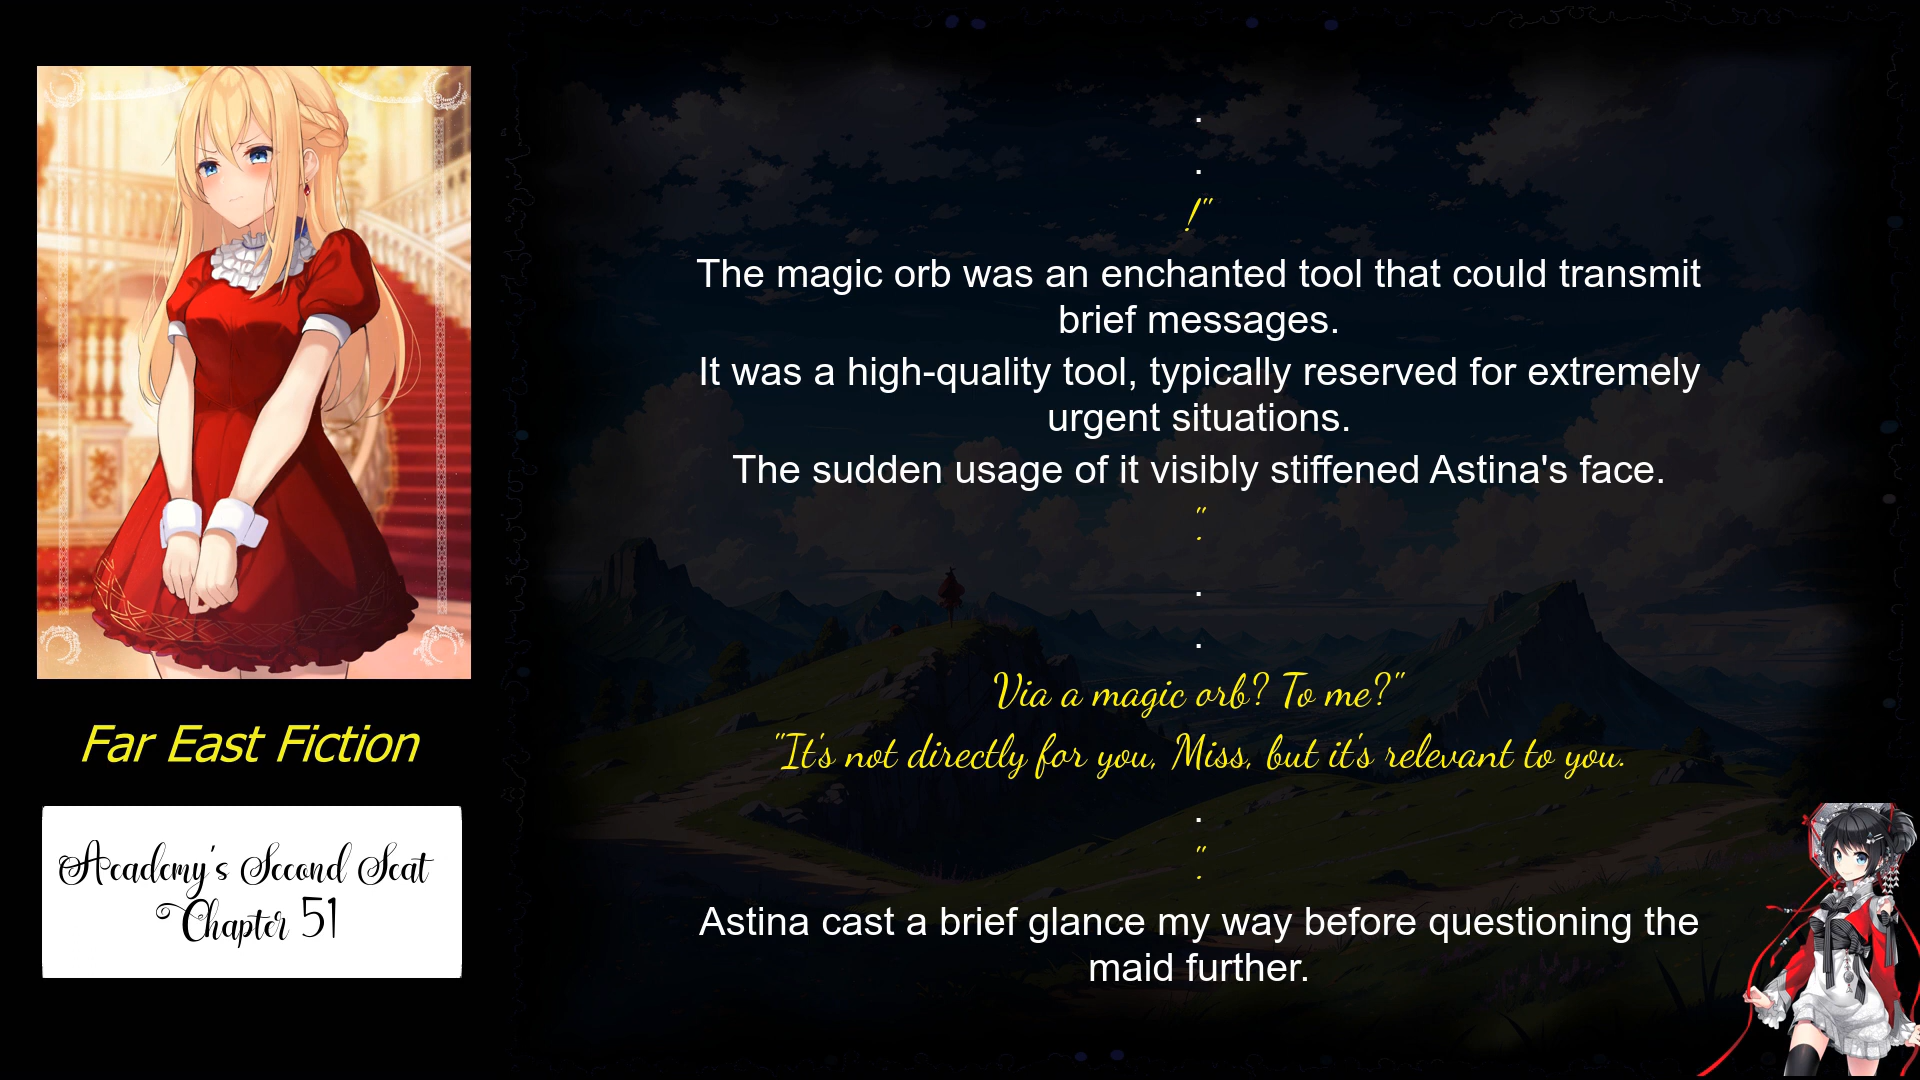 .
.
!"
The magic orb was an enchanted tool that could transmit
brief messages.
It was a high-quality tool, typically reserved for extremely
urgent situations.
The sudden usage of it visibly stiffened Astina's face.
".
.
.
Via a magic orb? To me?"
"It's not directly for you, Miss, but it's relevant to you.
.
."
Astina cast a brief glance my way before questioning the
maid further.
Far East Fiction
Academy's Second Seat
Chapter 51